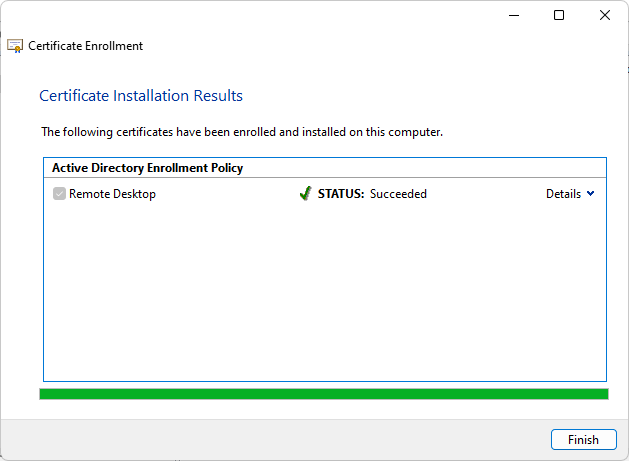 Certificate Enrollment
Certificate Installation Results
The following certificates have been enrolled and installed on this computer.
Active Directory Enrollment Policy
Remote Desktop STATUS: Succeeded Details
Finish